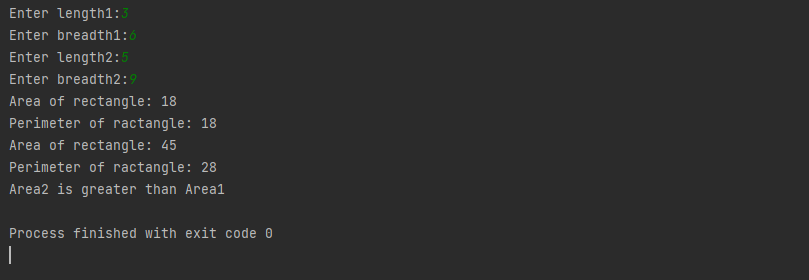 Enter length1:3
Enter breadth1:6
Enter length2:5
Enter breadth2:9
Area of rectangle: 18
Perimeter of ractangle: 18
Area of rectangle: 45
Perimeter of ractangle: 28
Area2 is greater than Area1
Process finished with exit code 0